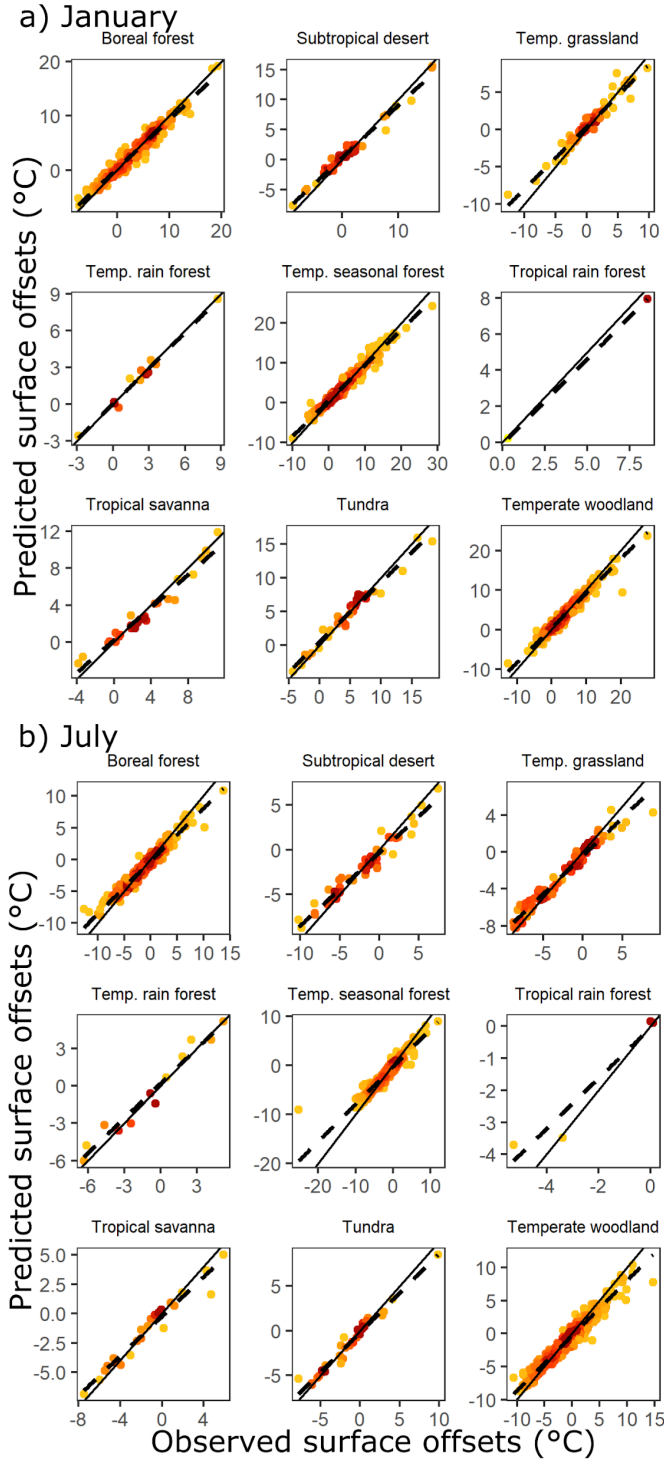 a) January
Boreal forest Subtropical desert Temp. grassland
20 10 0
0 10 20
15 10 5 0 -5
0 5 10 15
5 0 -5 -10
-10 -5 0 5 10
Temp. rain forest Temp. seasonal forest Tropical rain forest
9 6 3 0 -3
-3 0 3 6 9
20 10 0 -10
-10 0 10 20 30
8 6 4 2 0
0.0 2.5 5.0 7.5
Tropical savanna Tundra Temperate woodland
12 8 4 0
-4 0 4 8
15 10 5 0
-5 0 5 10 15
20 10 0 -10
-10 0 10 20
Predicted surface offsets (°C)
b) July
Boreal forest Subtropical desert Temp. grassland
10 5 0 -5 -10
-10 -5 0 5 10 15
5 0 -5
-10 -5 0 5
4 0 -4 -8
-5 0 5
Temp. rain forest Temp. seasonal forest Tropical rain forest
3 0 -3 -6
-6 -3 0 3
10 0 -10 -20
-20 -10 0 10
0 -1 -2 -3 -4
-4 -2 0
Tropical savanna Tundra Temperate woodland
5.0 2.5 0.0 -2.5 -5.0
-8 -4 0 4
5 0 -5
-5 0 5 10
10 5 0 -5 -10
-10 -5 0 5 10 15
Predicted surface offsets (°C)
Observed surface offsets (°C)